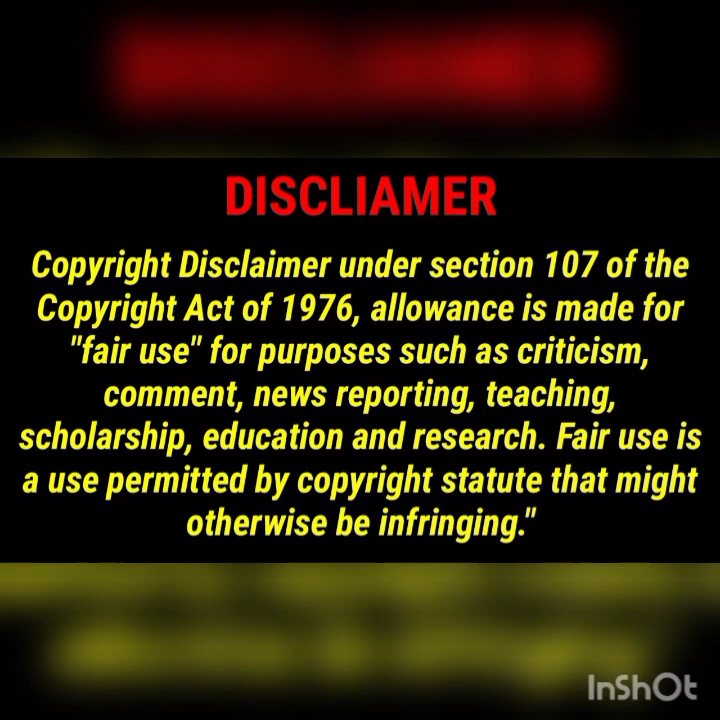 DISCLIAMER
Copyright Disclaimer under section 107 of the
Copyright Act of 1976, allowance is made for
"fair use" for purposes such as criticism,
comment, news reporting, teaching,
scholarship, education and research. Fair use is
a use permitted by copyright statute that might
otherwise be infringing."
InShOt